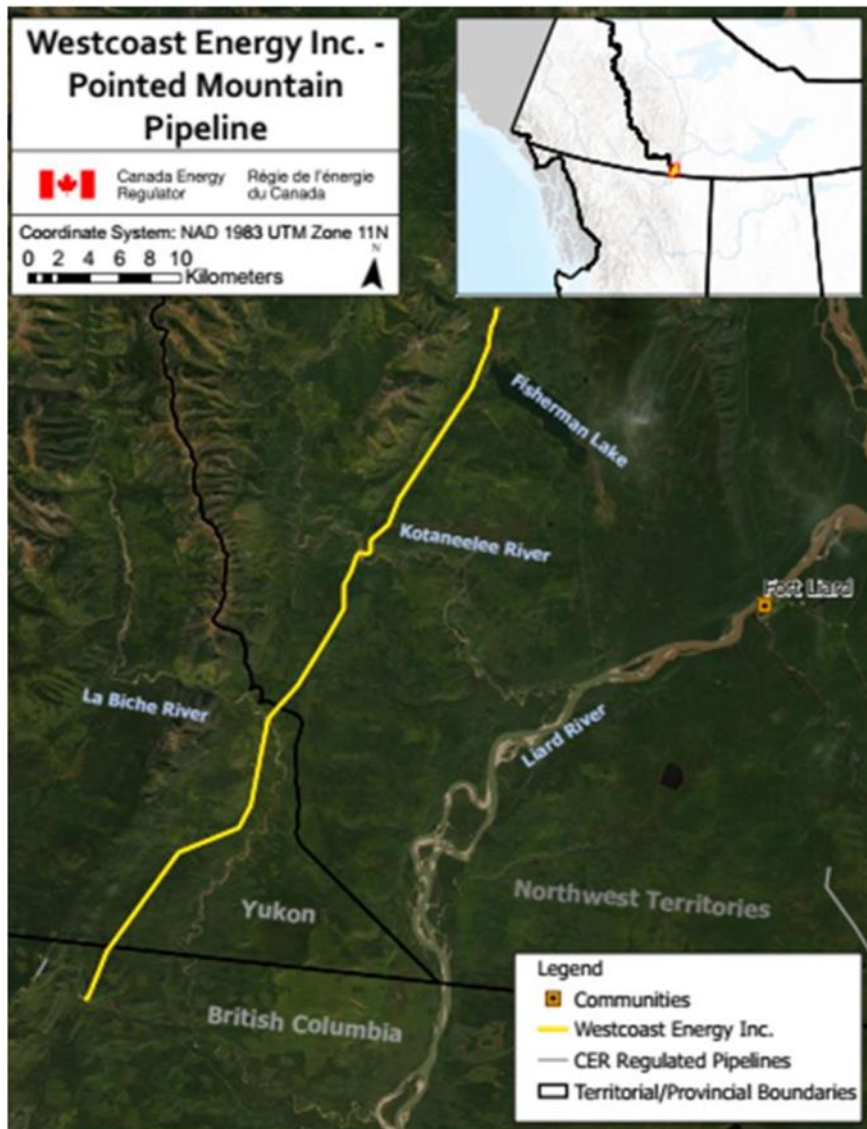 Westcoast Energy Inc. -
Pointed Mountain
Pipeline
Canada Energy
Regulator
Régie de l'énergie
du Canada
Coordinate System: NAD 1983 UTM Zone 11N
N
0 2 4 6 8 10
Kilometers
Fisherman Lake
Kotaneelee River
Fort Liard
La Biche River
Liard River
Northwest Territories
Yukon
British Columbia
Legend
Communities
Westcoast Energy Inc.
CER Regulated Pipelines
Territorial/Provincial Boundaries